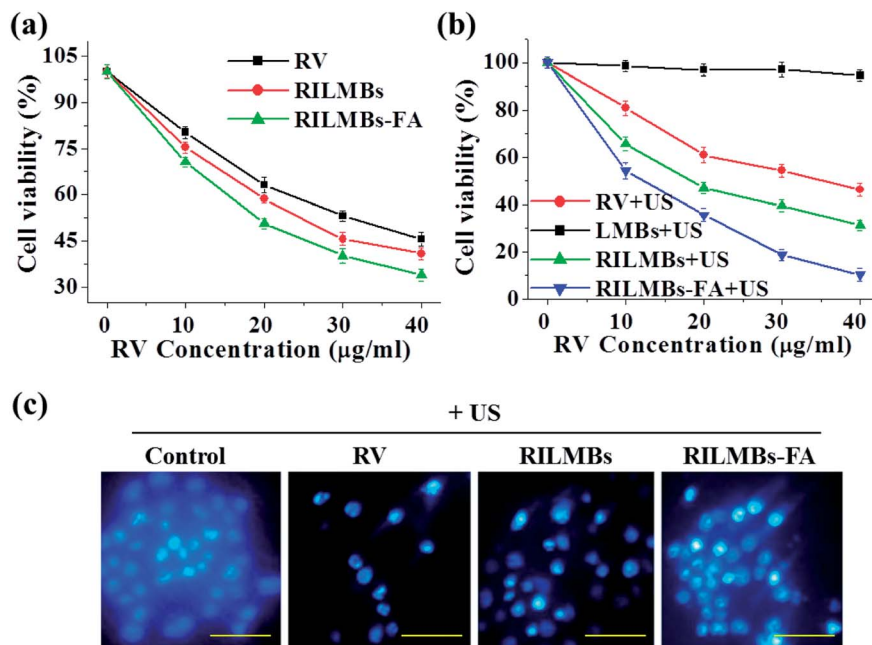 (a)
105
90
75
60
45
30
Cell viability (%)
RV
RILMBs
RILMBs-FA
0 10 20 30 40
RV Concentration (μg/ml)
(b)
100
80
60
40
20
0
Cell viability (%)
RV+US
LMBs+US
RILMBs+US
RILMBs-FA+US
0 10 20 30 40
RV Concentration (μg/ml)
(c)
+ US
Control RV RILMBs RILMBs-FA